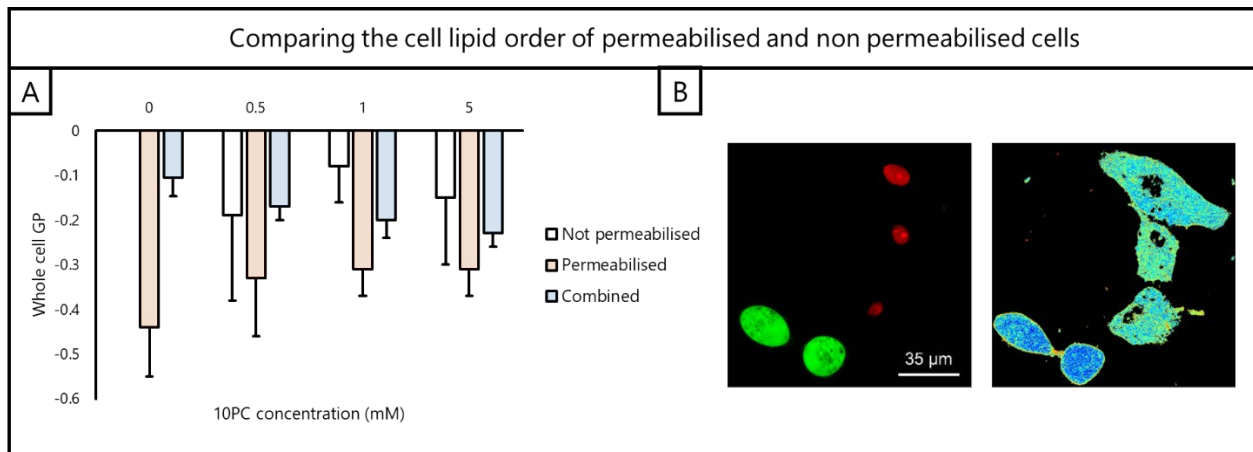 Comparing the cell lipid order of permeabilised and non permeabilised cells
A
B
0 0.5 1 5
0
-0.1
-0.2
-0.3
-0.4
-0.5
-0.6
Whole cell GP
10PC concentration (mM)
Not permeabilised
Permeabilised
Combined
35 μm